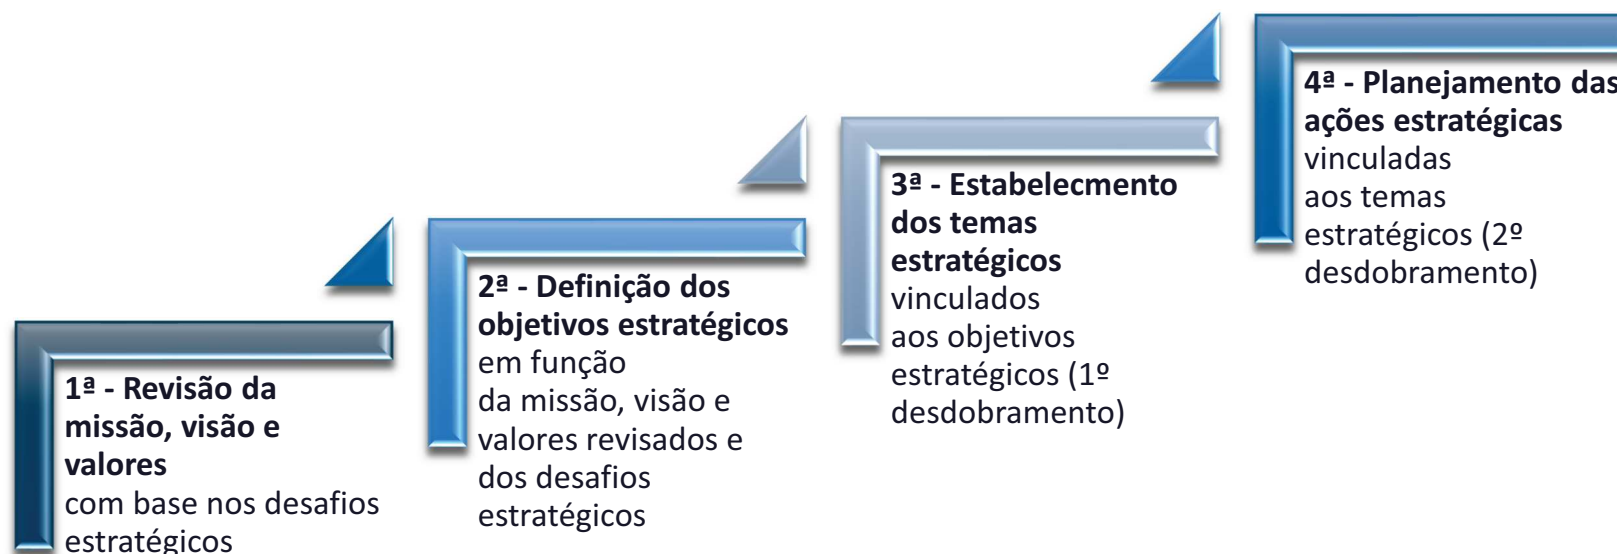 1ª - Revisão da
missão, visão e
valores
com base nos desafios
estratégicos
2ª - Definição dos
objetivos estratégicos
em função
da missão, visão e
valores revisados e
dos desafios
estratégicos
3ª - Estabelecmento
dos temas
estratégicos
vinculados
aos objetivos
estratégicos (1º
desdobramento)
4ª - Planejamento das
ações estratégicas
vinculadas
aos temas
estratégicos (2º
desdobramento)